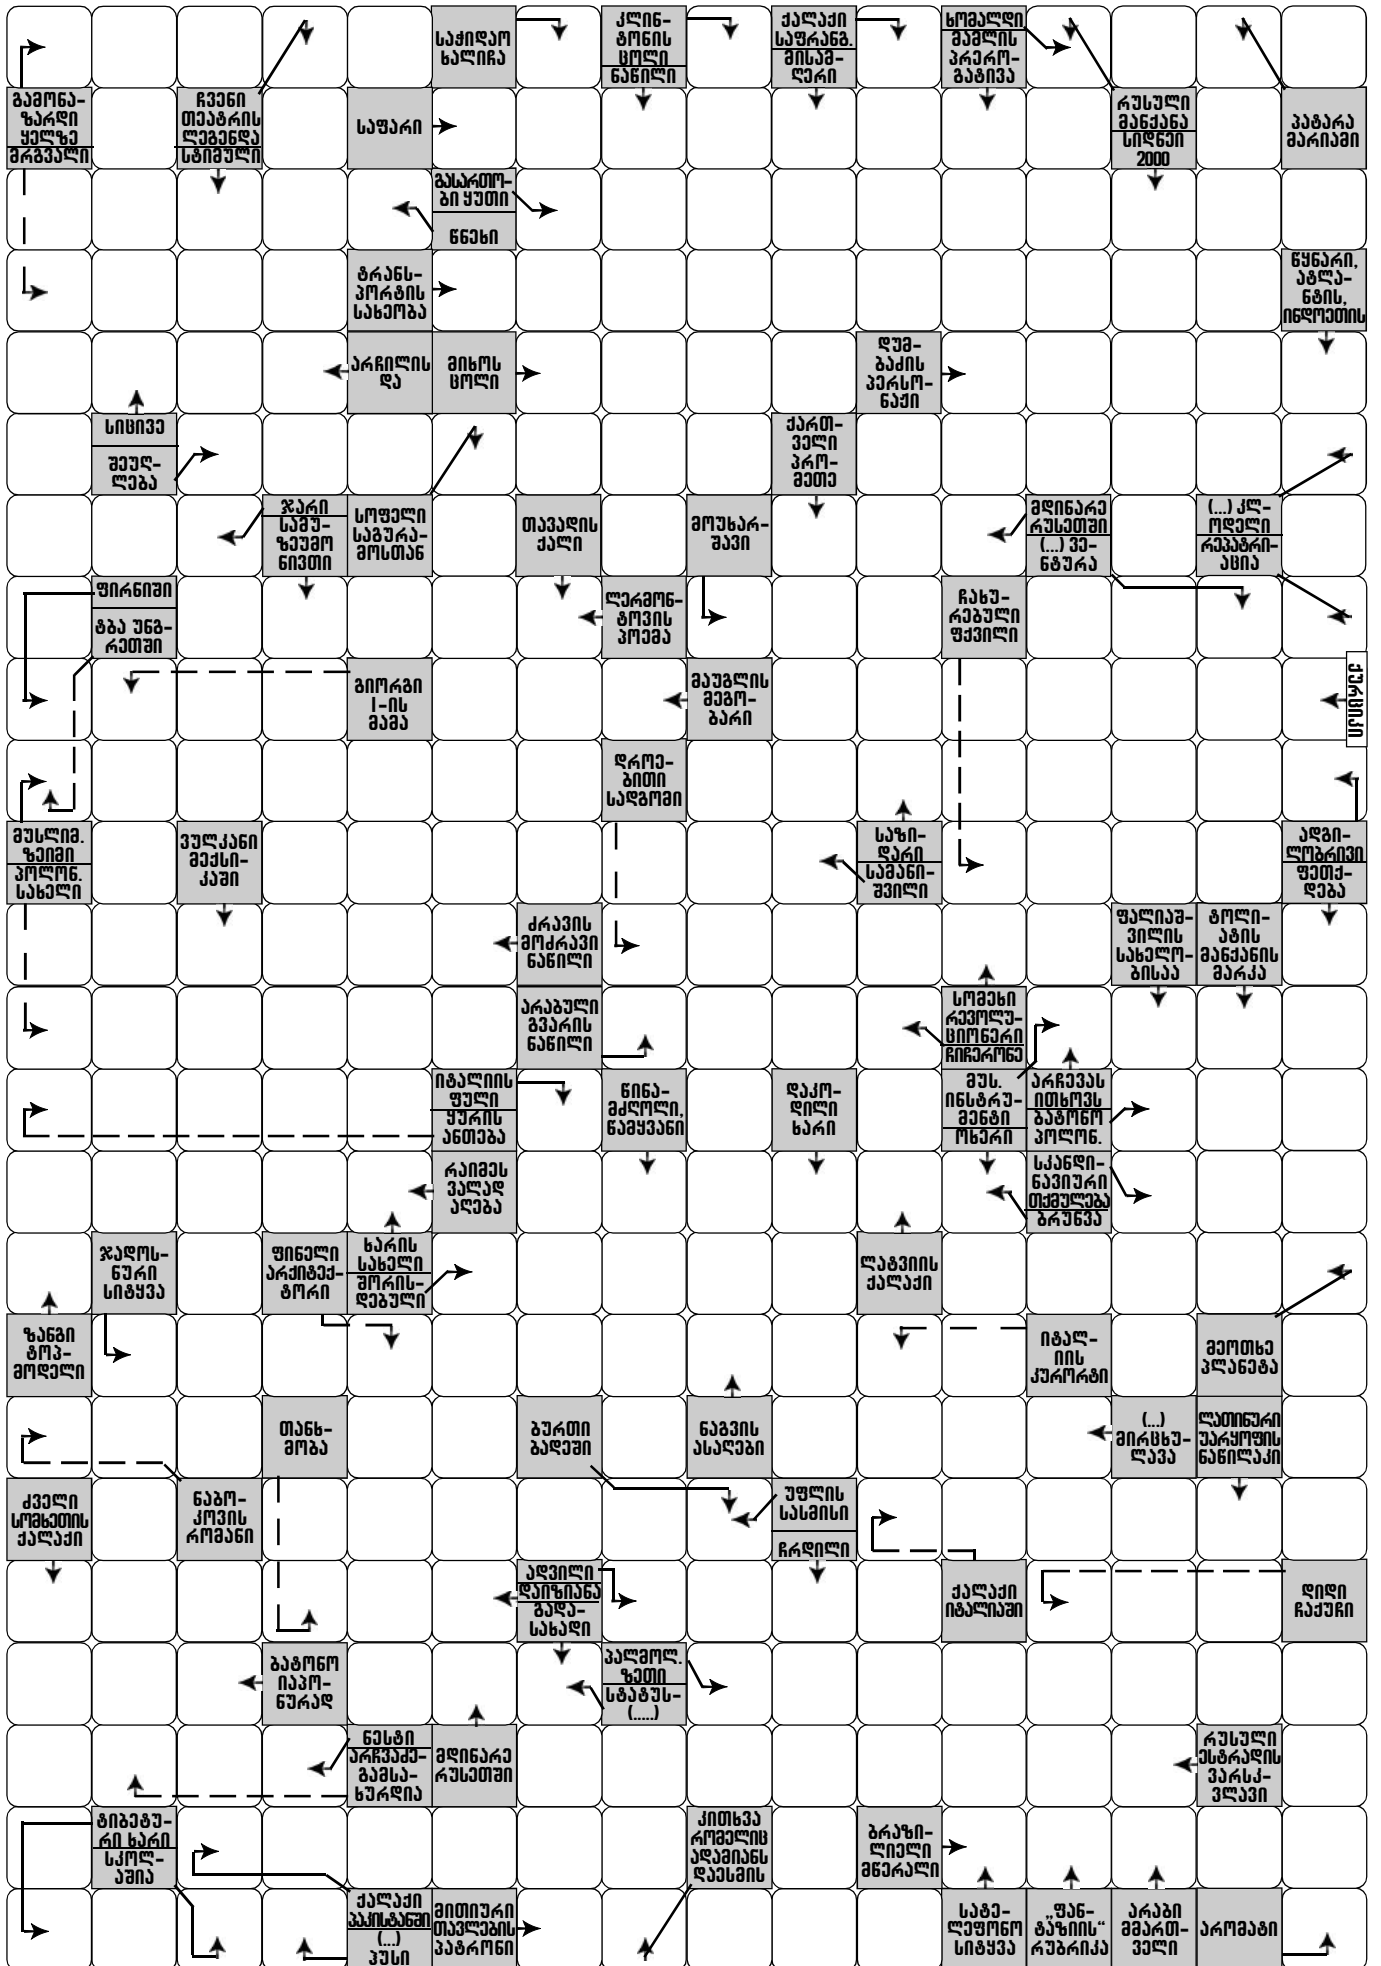 საჭიდაო
ხალიჩა
კლინ-
ტონის
ცოლი
ნაწილი
ქალაქი
საფრანგ.
მისამ-
ღერი
ხომალდი
მამლის
პრერო-
გატივა
გამონა-
ზარდი
ყელზე
მრგვალი
ჩვენი
თეატრის
ლეგენდა
სტიმული
საფარი
რუსული
მანქანა
სიდნეი
2000
პატარა
მარიამი
გასართო-
ბი ყუთი
წნეხი
ტრანს-
პორტის
სახეობა
წყნარი,
ატლა-
ნტის,
ინდოეთის
არჩილის
და
მიხოს
ცოლი
დუმ-
ბაძის
პერსო-
ნაჟი
სიცივე
შეუღ-
ლება
ქართ-
ველი
პრო-
მეთე
ჯარი
სამუ-
ზეუმო
ნივთი
სოფელი
საგურა-
მოსთან
თავადის
ქალი
მოუხარ-
შავი
მდინარე
რუსეთში
(...) ვე-
ნტურა
(...) კლ-
ოდელი
რეპატრი-
აცია
ფირნიში
ტბა უნგ-
რეთში
ლერმონ-
ტოვის
პოემა
ჩახუ-
რებული
ფქვილი
გიორგი
I-ის
მამა
მაუგლის
მეგო-
ბარი
დროე-
ბითი
სადგომი
მუსლიმ.
ზეიმი
პოლონ.
სახელი
ვულკანი
მექსი-
კაში
საზი-
დარი
სამანი-
შვილი
ადგი-
ლობრივი
ფეთქ-
დება
ძრავის
მოძრავი
ნაწილი
ფალიაშ-
ვილის
სახელო-
ბისაა
ტოლი-
ატის
მანქანის
მარკა
არაბული
გვარის
ნაწილი
სომეხი
რევოლუ-
ციონერი
ჩიჩერონე
იტალიის
ფული
ყურის
ანთება
წინა-
მძღოლი,
წამყვანი
დაკო-
დილი
ხარი
მუს.
ინსტრუ-
მენტი
ოხერი
არჩევას
ითხოვს
ბატონო
პოლონ.
რაიმეს
ვალად
აღება
სკანდი-
ნავიური
თქმულება
ბრუნვა
ჯადოს-
ნური
სიტყვა
ფინელი
არქიტექ-
ტორი
ხარის
სახელი
შორის-
დებული
ლატვიის
ქალაქი
ზანგი
ტოპ-
მოდელი
იტალ-
იის
კურორტი
მეოთხე
პლანეტა
თანხ-
მობა
ბურთი
ბადეში
ნაგვის
ასაღები
(...)
მირცხუ-
ლავა
ლათინური
უარყოფის
ნაწილაკი
ძველი
სომხეთის
ქალაქი
ნაბო-
კოვის
რომანი
უფლის
სასმისი
ჩრდილი
ადვილი
დაიზიანა
გადა-
სახადი
ქალაქი
იტალიაში
დიდი
ჩაქუჩი
ბატონო
იაპო-
ნურად
პალმოლ.
ზეთი
სტატუს-
(.....)
ნესტი
არჩვაძე-
გამსა-
ხურდია
მდინარე
რუსეთში
რუსული
ესტრადის
ვარსკ-
ვლავი
ტიბეტუ-
რი ხარი
სკოლ-
აშია
კითხვა
რომელიც
ადამიანს
დაესმის
ბრაზი-
ლიელი
მწერალი
ქალაქი
პაკისტანში
(...)
პუსი
მითიური
თავლების
პატრონი
სატე-
ლეფონო
სიტყვა
„ფან-
ტაზიის“
რუბრიკა
არაბი
მმართ-
ველი
არომატი